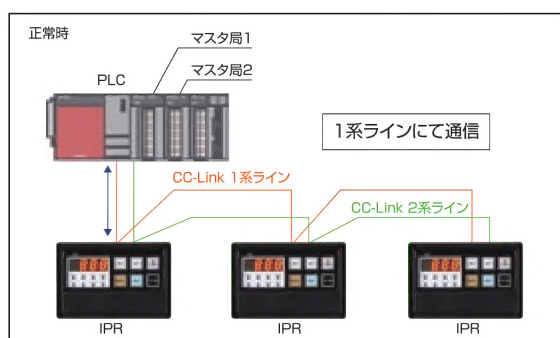 正常時
マスタ局1
マスタ局2
PLC
1系ラインにて通信
CC-Link 1系ライン
CC-Link 2系ライン
IPR
IPR
IPR